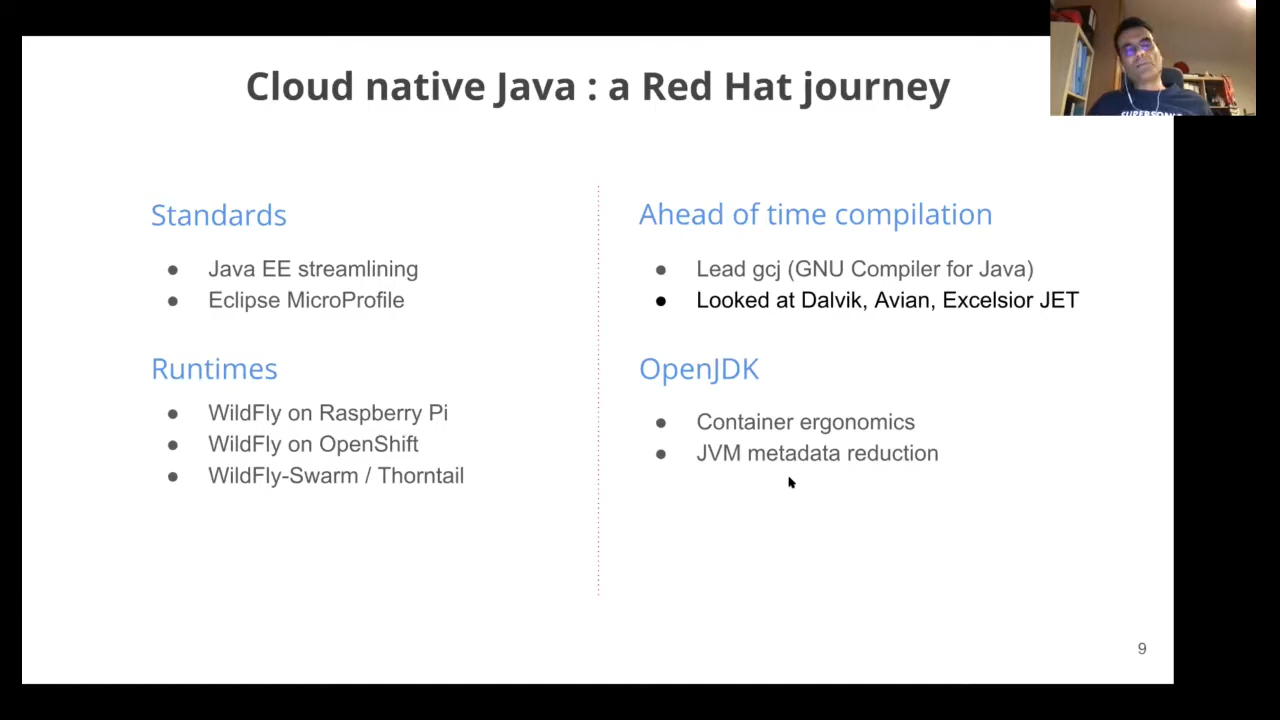 Cloud native Java : a Red Hat journey
Standards
Java EE streamlining
Eclipse MicroProfile
Runtimes
WildFly on Raspberry Pi
WildFly on OpenShift
WildFly-Swarm / Thorntail
Ahead of time compilation
Lead gcj (GNU Compiler for Java)
Looked at Dalvik, Avian, Excelsior JET
OpenJDK
Container ergonomics
JVM metadata reduction
9